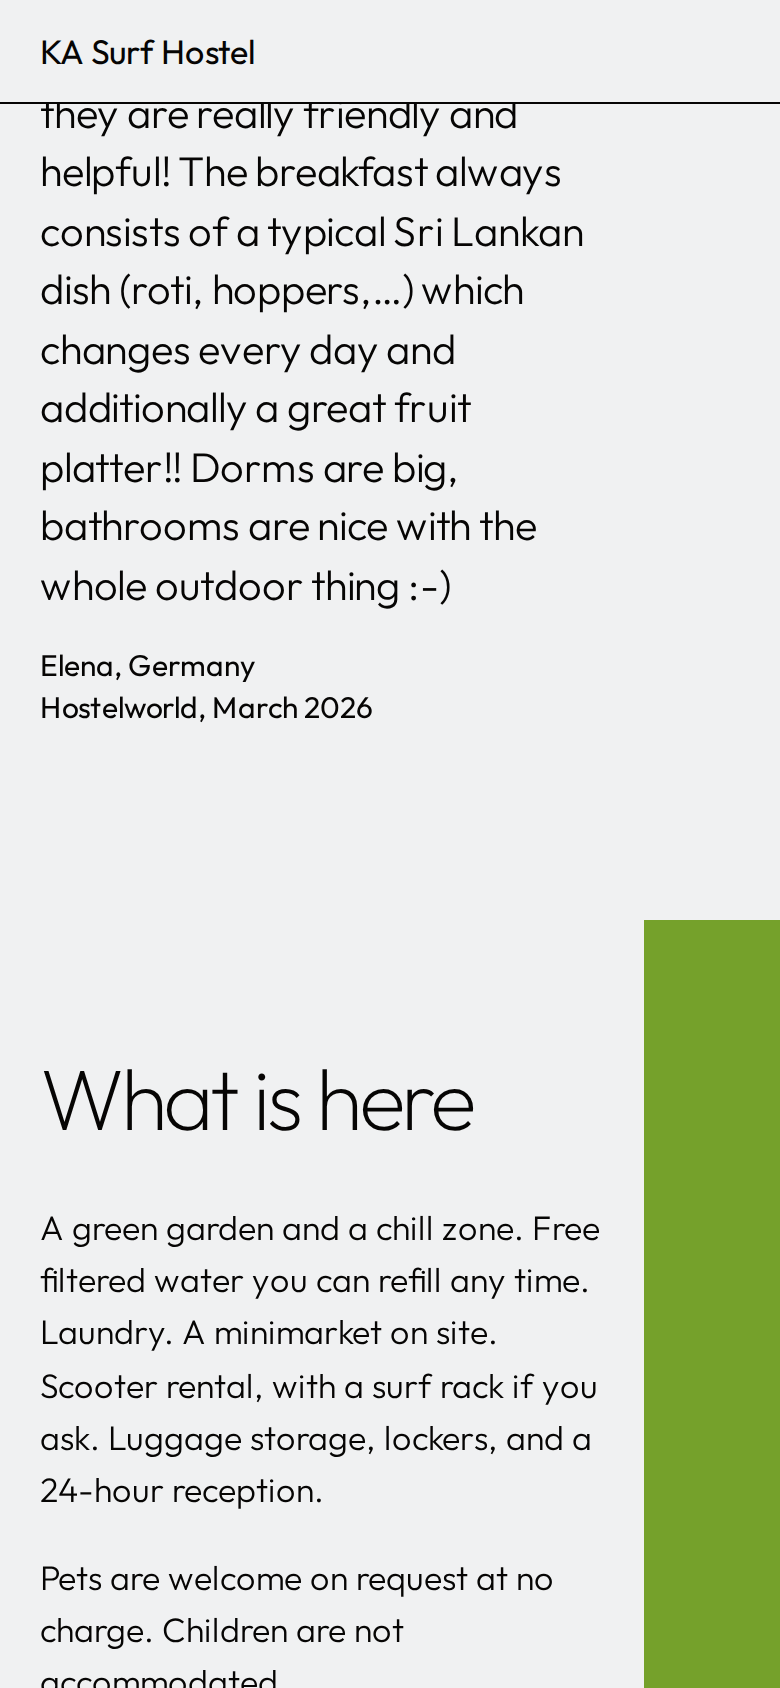 KA Surf Hostel
they are really friendly and
helpful! The breakfast always
consists of a typical Sri Lankan
dish (roti, hoppers,...) which
changes every day and
additionally a great fruit
platter!! Dorms are big,
bathrooms are nice with the
whole outdoor thing :-)
Elena, Germany
Hostelworld, March 2026
What is here
A green garden and a chill zone. Free
filtered water you can refill any time.
Laundry. A minimarket on site.
Scooter rental, with a surf rack if you
ask. Luggage storage, lockers, and a
24-hour reception.
Pets are welcome on request at no
charge. Children are not
accommodated